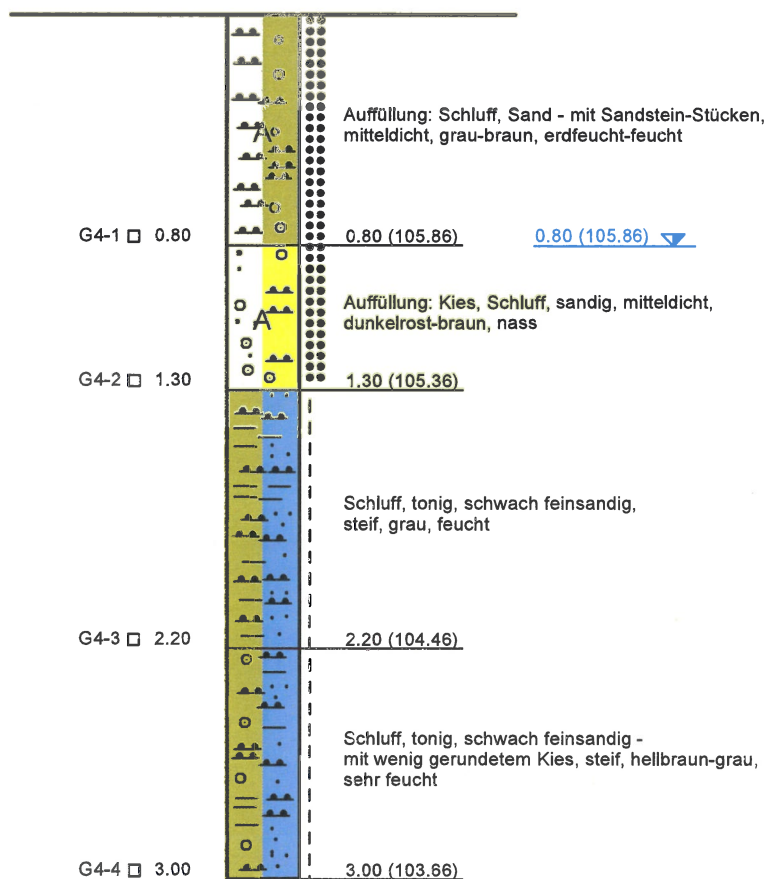 Auffüllung: Schluff, Sand - mit Sandstein-Stücken,
mitteldicht, grau-braun, erdfeucht-feucht
A
G4-1 0.80
0.80 (105.86)
0.80 (105.86)
Auffüllung: Kies, Schluff, sandig, mitteldicht,
dunkelrost-braun, nass
A
G4-2 1.30
1.30 (105.36)
Schluff, tonig, schwach feinsandig,
steif, grau, feucht
G4-3 2.20
2.20 (104.46)
Schluff, tonig, schwach feinsandig -
mit wenig gerundetem Kies, steif, hellbraun-grau,
sehr feucht
G4-4 3.00
3.00 (103.66)